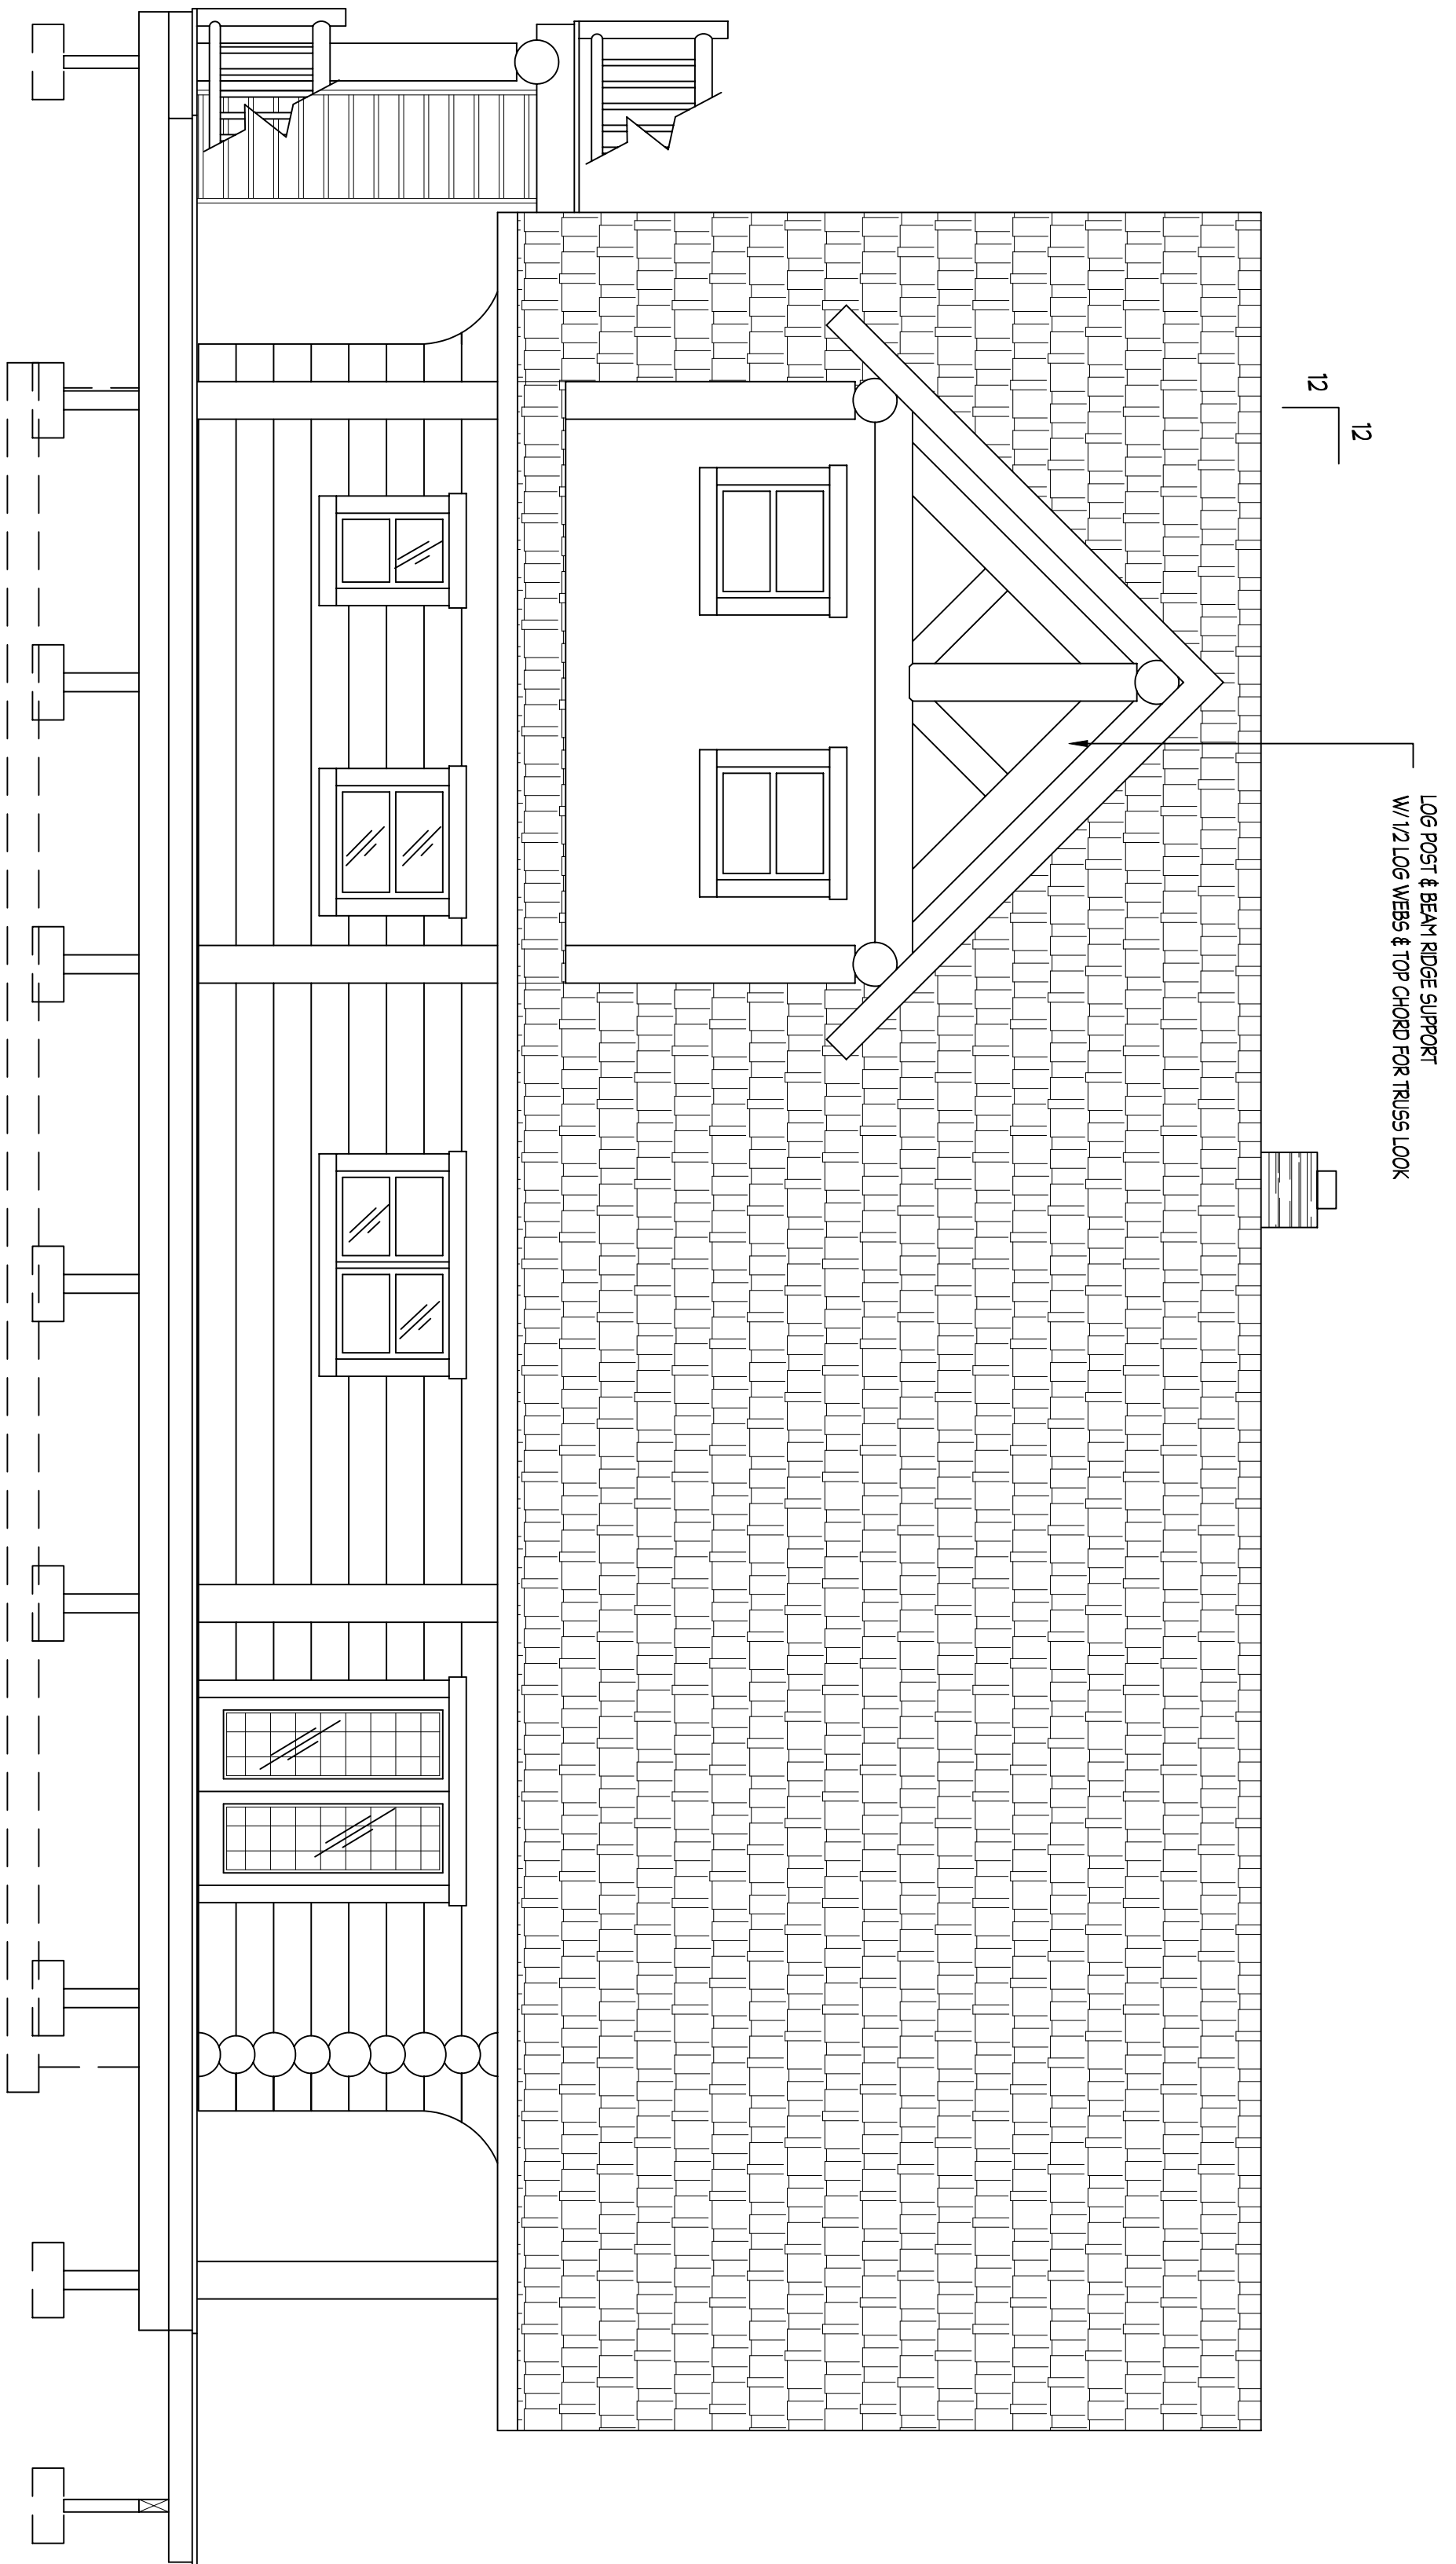 12
12
LOG POST & BEAM RIDGE SUPPORT
W/ 1/2 LOG WEBS & TOP CHORD FOR TRUSS LOOK